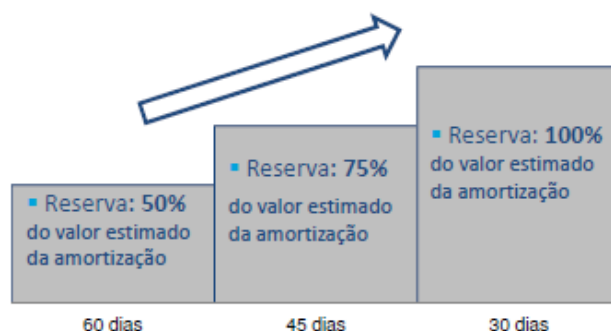 ▪ Reserva: 50%
do valor estimado
da amortização
▪ Reserva: 75%
do valor estimado
da amortização
▪ Reserva: 100%
do valor estimado
da amortização
60 dias
45 dias
30 dias